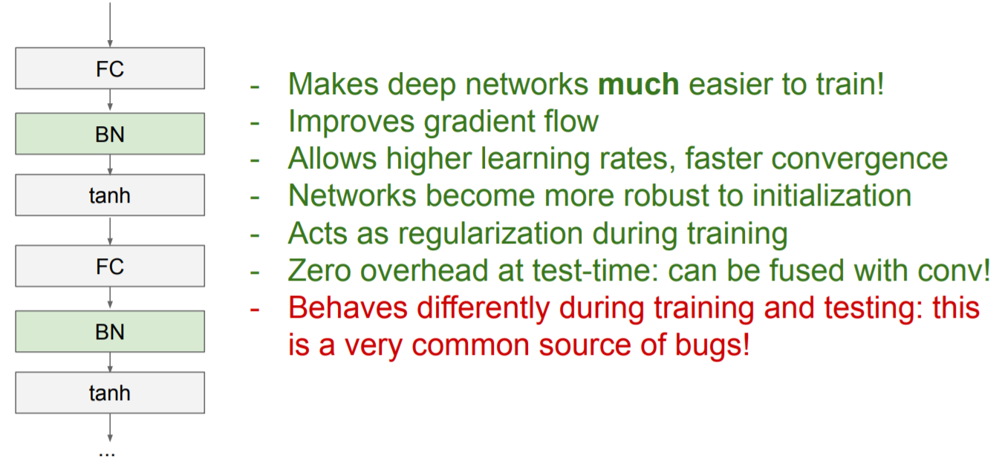 FC
BN
tanh
FC
BN
tanh
...
- Makes deep networks much easier to train!
- Improves gradient flow
- Allows higher learning rates, faster convergence
- Networks become more robust to initialization
- Acts as regularization during training
- Zero overhead at test-time: can be fused with conv!
- Behaves differently during training and testing: this
is a very common source of bugs!